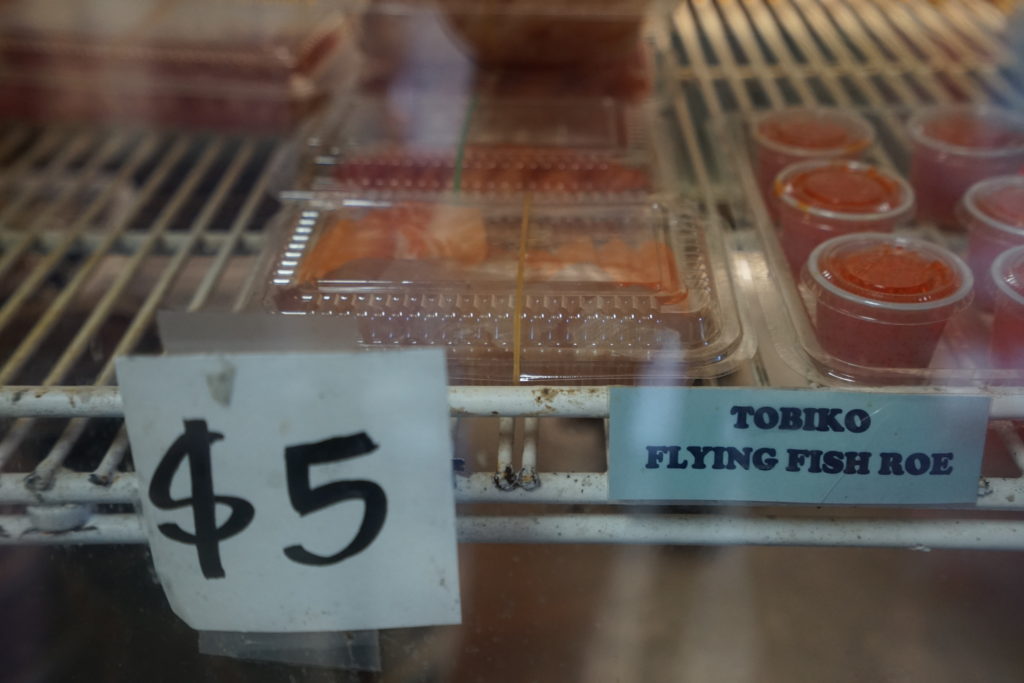 $5
TOBIKO
FLYING FISH ROE